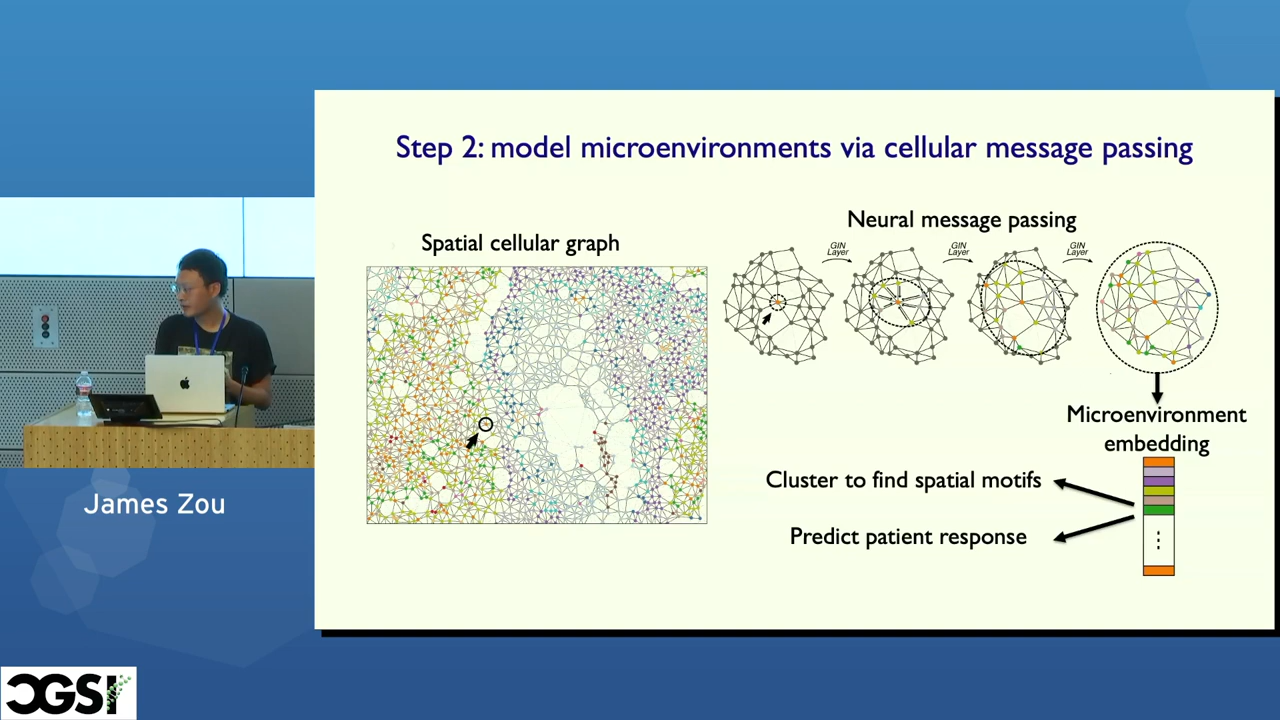 Step 2: model microenvironments via cellular message passing
Neural message passing
Spatial cellular graph
GIN
Layer
GIN
Layer
GIN
Layer
Microenvironment
embedding
Cluster to find spatial motifs
Predict patient response
James Zou
CGSI